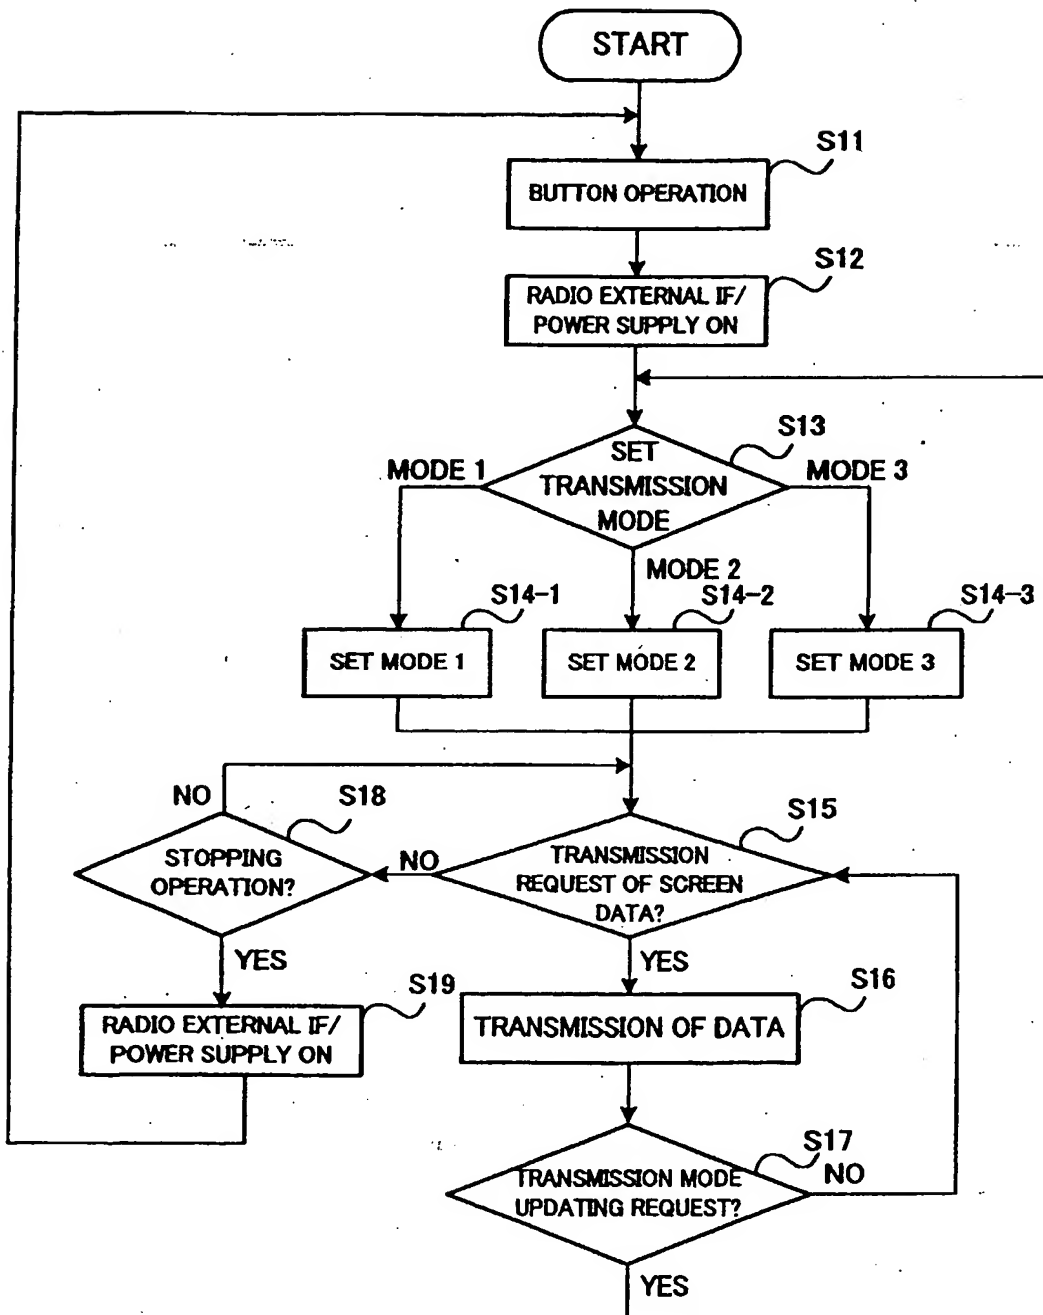 START
S11
BUTTON OPERATION
S12
RADIO EXTERNAL IF/
POWER SUPPLY ON
S13
SET
TRANSMISSION
MODE
MODE 1
MODE 3
MODE 2
S14-1
S14-2
S14-3
SET MODE 1
SET MODE 2
SET MODE 3
NO
S18
S15
STOPPING
OPERATION?
NO
TRANSMISSION
REQUEST OF SCREEN
DATA?
YES
YES
S19
S16
RADIO EXTERNAL IF/
POWER SUPPLY ON
TRANSMISSION OF DATA
S17
TRANSMISSION MODE
UPDATING REQUEST?
NO
YES